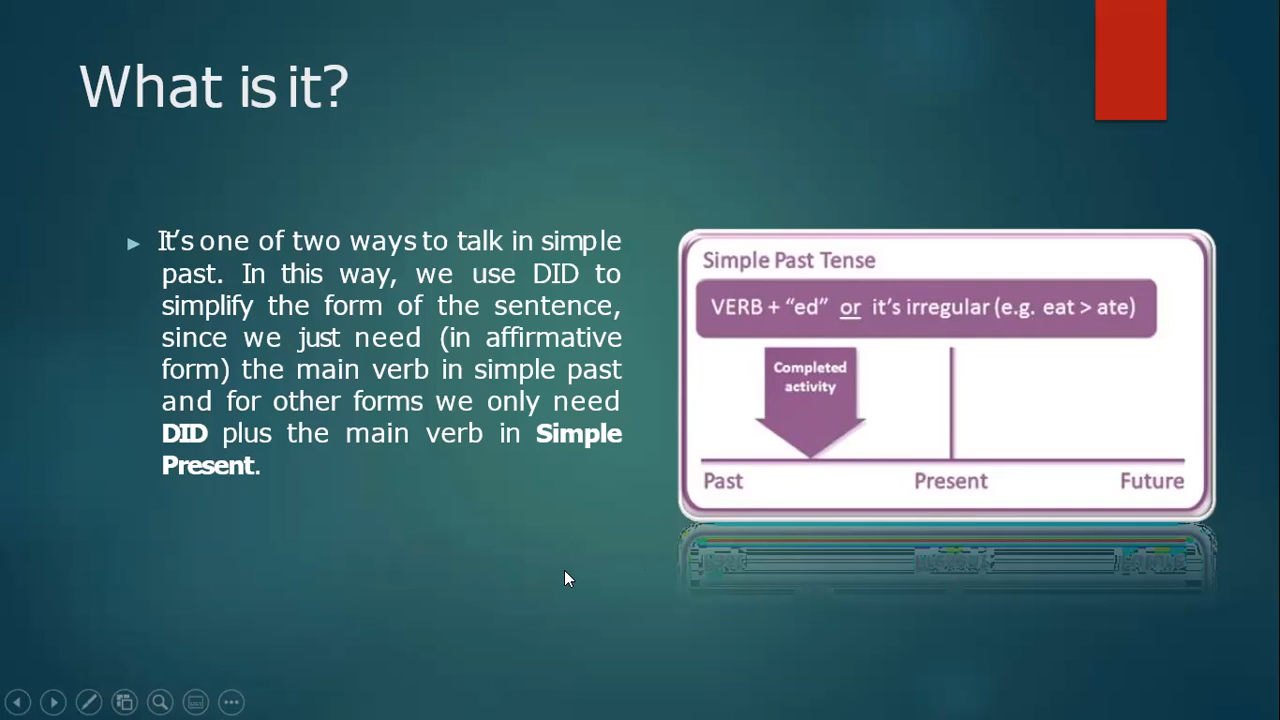 What is it?
It's one of two ways to talk in simple
past. In this way, we use DID to
simplify the form of the sentence,
since we just need (in affirmative
form) the main verb in simple past
and for other forms we only need
DID plus the main verb in Simple
Present.
Simple Past Tense
VERB + “ed” or it's irregular (e.g. eat > ate)
Completed
activity
Past Present Future